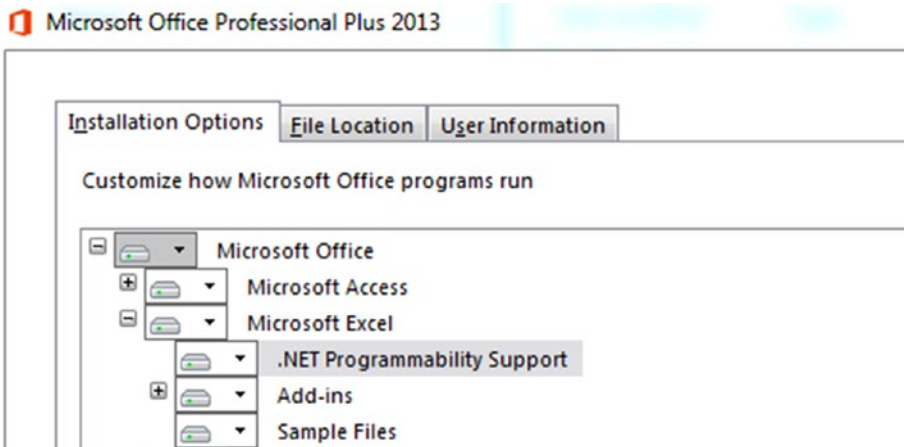 Microsoft Office Professional Plus 2013
Installation Options File Location User Information
Customize how Microsoft Office programs run
Microsoft Office
Microsoft Access
Microsoft Excel
.NET Programmability Support
Add-ins
Sample Files